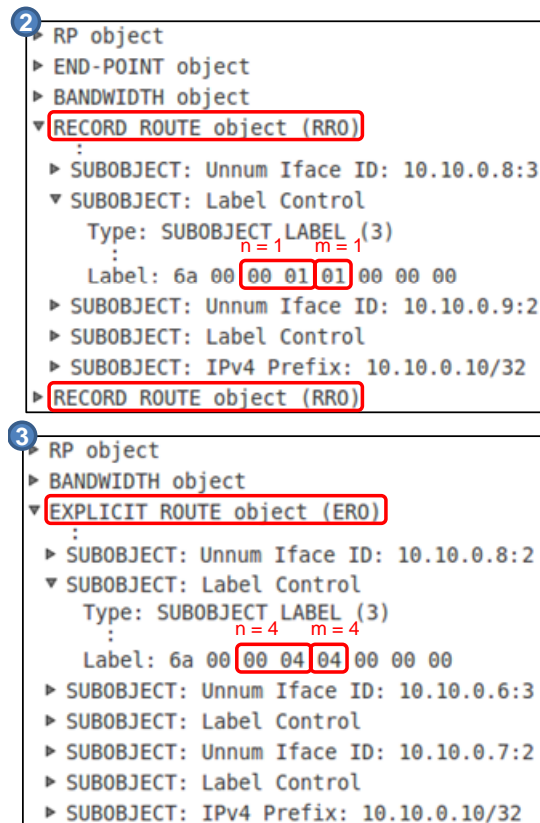 2
RP object
END-POINT object
BANDWIDTH object
RECORD ROUTE object (RRO)
:
SUBOBJECT: Unnum Iface ID: 10.10.0.8:3
SUBOBJECT: Label Control
Type: SUBOBJECT LABEL (3)
: n = 1 m = 1
Label: 6a 00 00 01 01 00 00 00
SUBOBJECT: Unnum Iface ID: 10.10.0.9:2
SUBOBJECT: Label Control
SUBOBJECT: IPv4 Prefix: 10.10.0.10/32
RECORD ROUTE object (RRO)
3
RP object
BANDWIDTH object
EXPLICIT ROUTE object (ERO)
:
SUBOBJECT: Unnum Iface ID: 10.10.0.8:2
SUBOBJECT: Label Control
Type: SUBOBJECT LABEL (3)
: n = 4 m = 4
Label: 6a 00 00 04 04 00 00 00
SUBOBJECT: Unnum Iface ID: 10.10.0.6:3
SUBOBJECT: Label Control
SUBOBJECT: Unnum Iface ID: 10.10.0.7:2
SUBOBJECT: Label Control
SUBOBJECT: IPv4 Prefix: 10.10.0.10/32